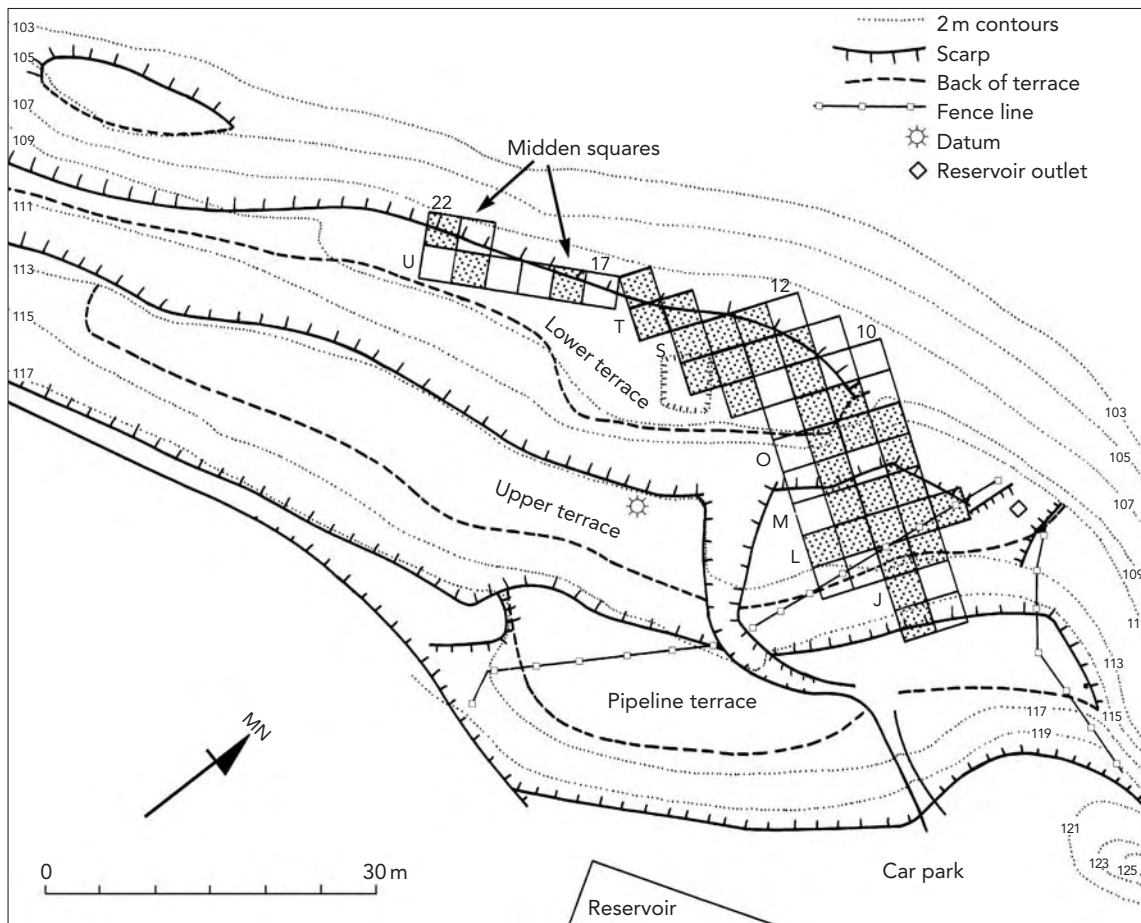 103
105
107
109
111
113
115
117
2 m contours
Scarp
Back of terrace
Fence line
Datum
Reservoir outlet
Midden squares
22
17
12
10
U
T
S
O
M
L
J
Lower terrace
Upper terrace
Pipeline terrace
103
105
107
109
113
115
117
119
121
123
125
MN
0 30 m
Car park
Reservoir